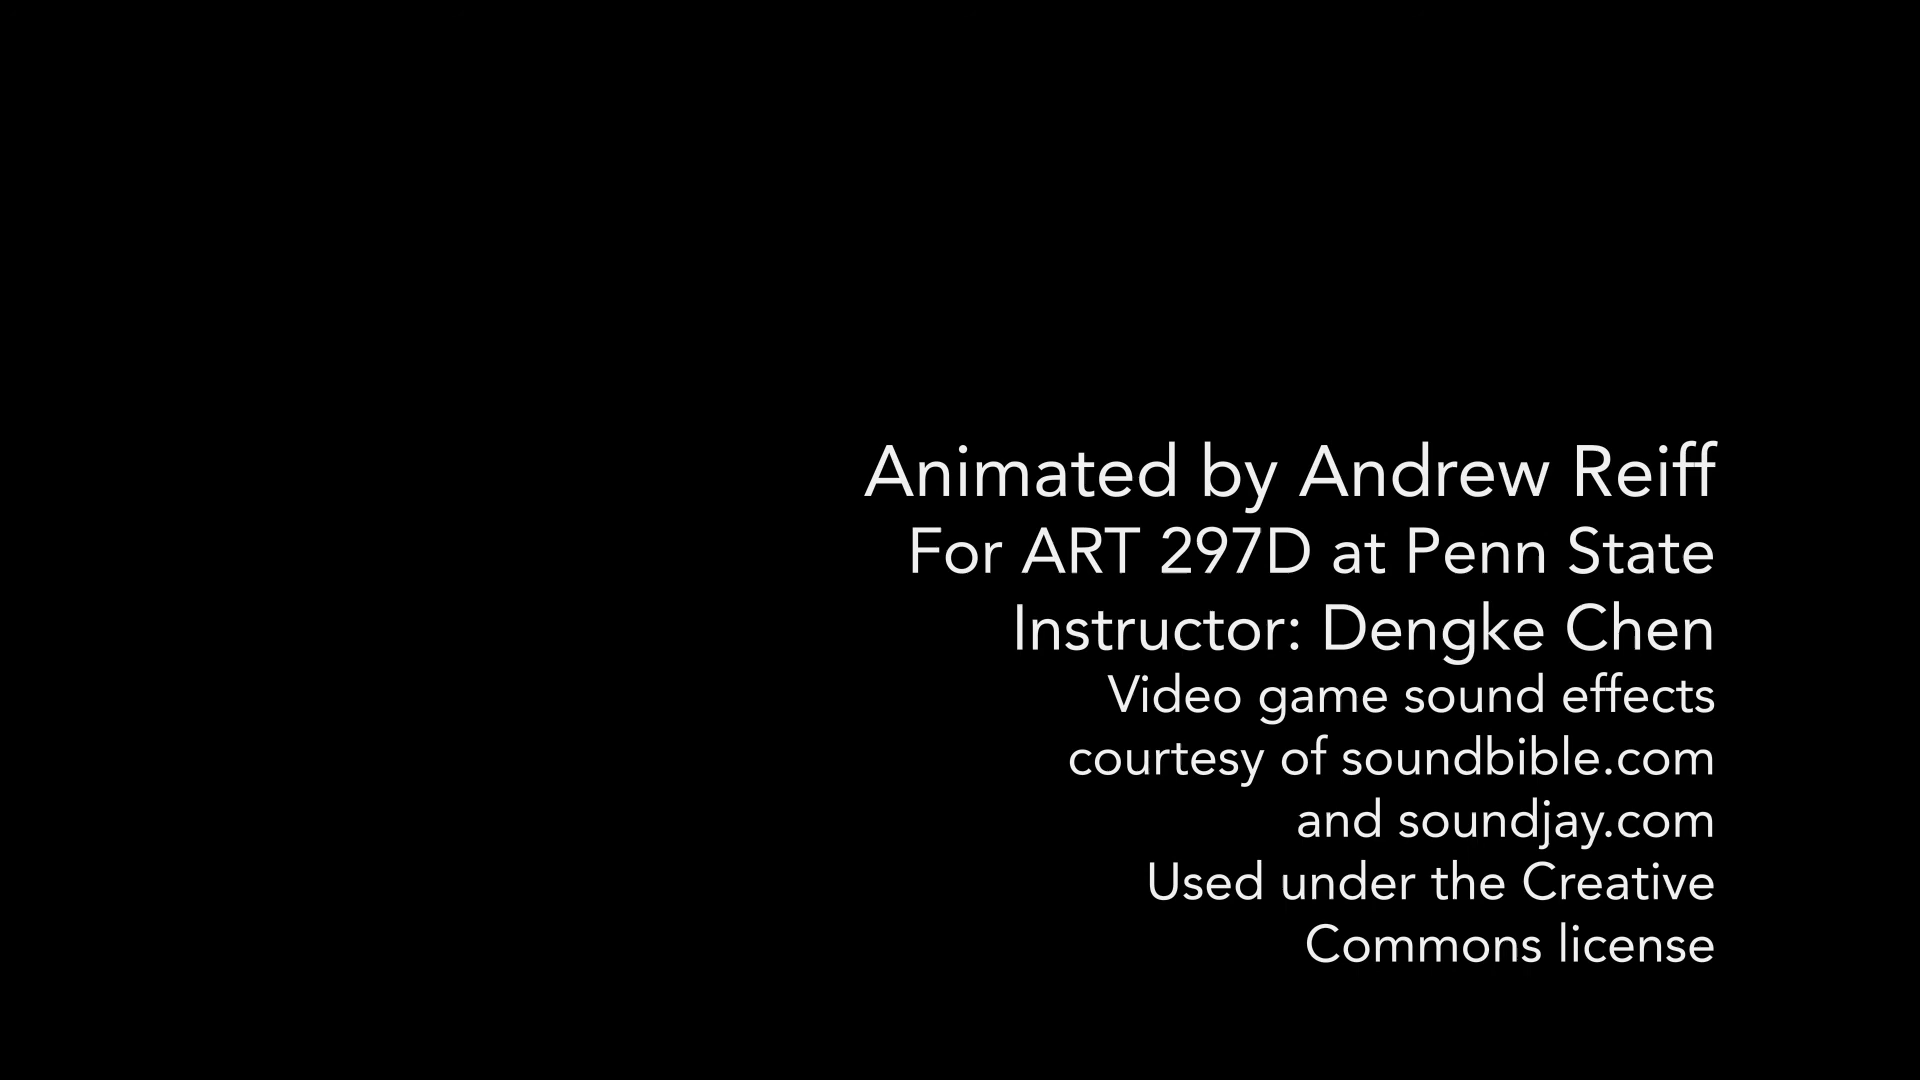 Animated by Andrew Reiff
For ART 297D at Penn State
Instructor: Dengke Chen
Video game sound effects
courtesy of soundbible.com
and soundjay.com
Used under the Creative
Commons license